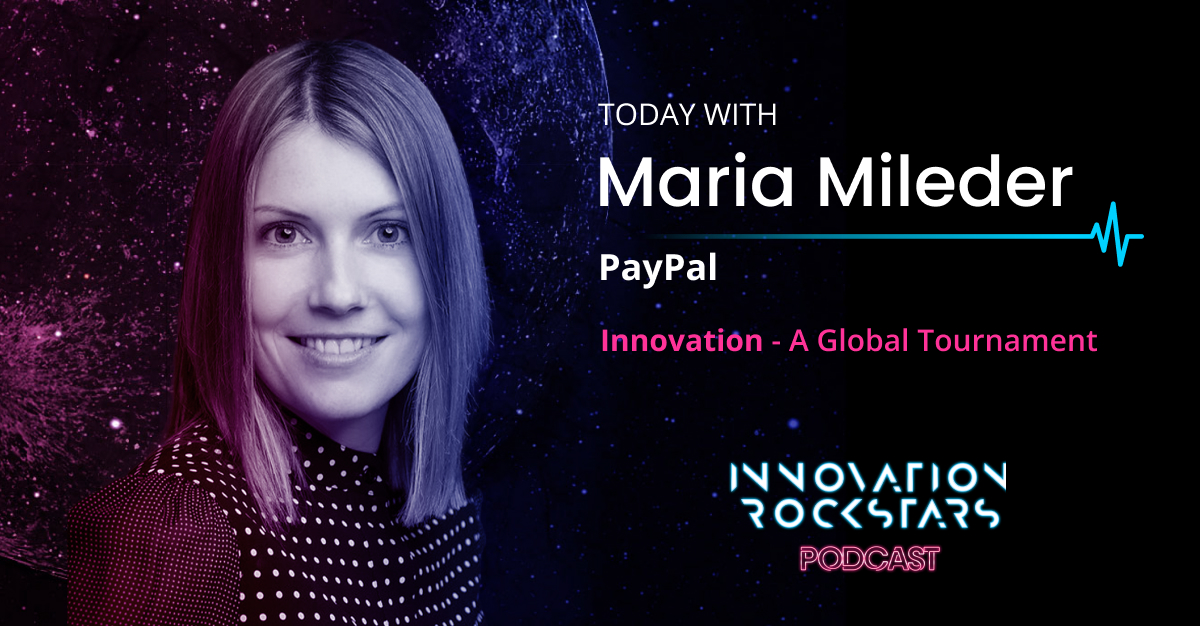 TODAY WITH
Maria Mileder
PayPal
Innovation - A Global Tournament
INNOVATION
ROCKSTARS
PODCAST